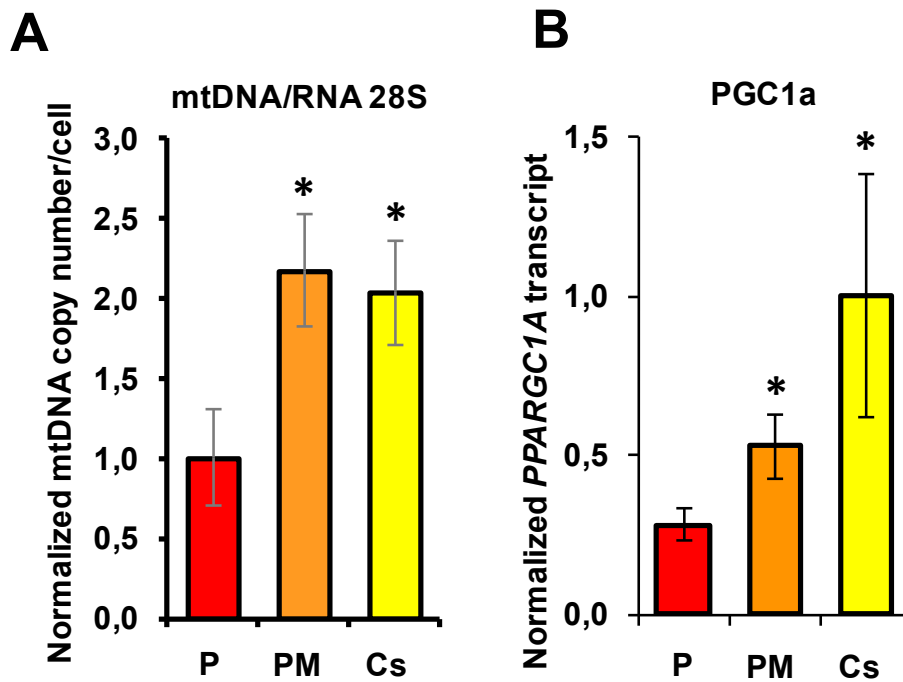 A
mtDNA/RNA 28S
Normalized mtDNA copy number/cell
3,0
2,5
2,0
1,5
1,0
0,5
0,0
*
*
P
PM
Cs
B
PGC1a
Normalized PPARGC1A transcript
1,5
1,0
0,5
0,0
*
*
P
PM
Cs